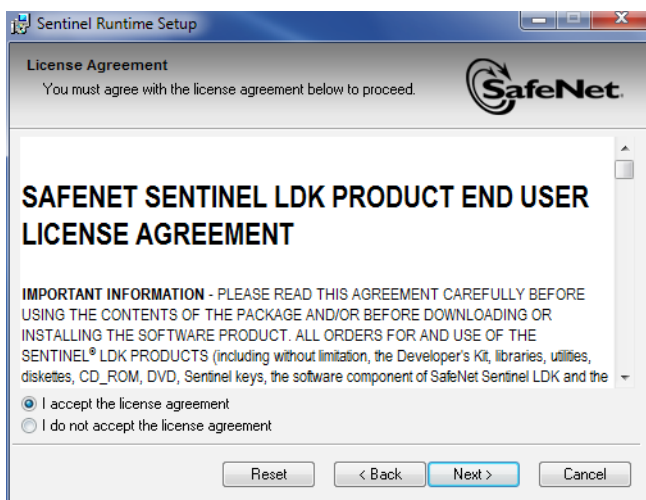 Sentinel Runtime Setup
License Agreement
You must agree with the license agreement below to proceed.
SafeNet.
SAFENET SENTINEL LDK PRODUCT END USER
LICENSE AGREEMENT
IMPORTANT INFORMATION - PLEASE READ THIS AGREEMENT CAREFULLY BEFORE
USING THE CONTENTS OF THE PACKAGE AND/OR BEFORE DOWNLOADING OR
INSTALLING THE SOFTWARE PRODUCT. ALL ORDERS FOR AND USE OF THE
SENTINEL® LDK PRODUCTS (including without limitation, the Developer's Kit, libraries, utilities,
diskettes, CD_ROM, DVD, Sentinel keys, the software component of SafeNet Sentinel LDK and the
I accept the license agreement
I do not accept the license agreement
Reset
< Back
Next >
Cancel